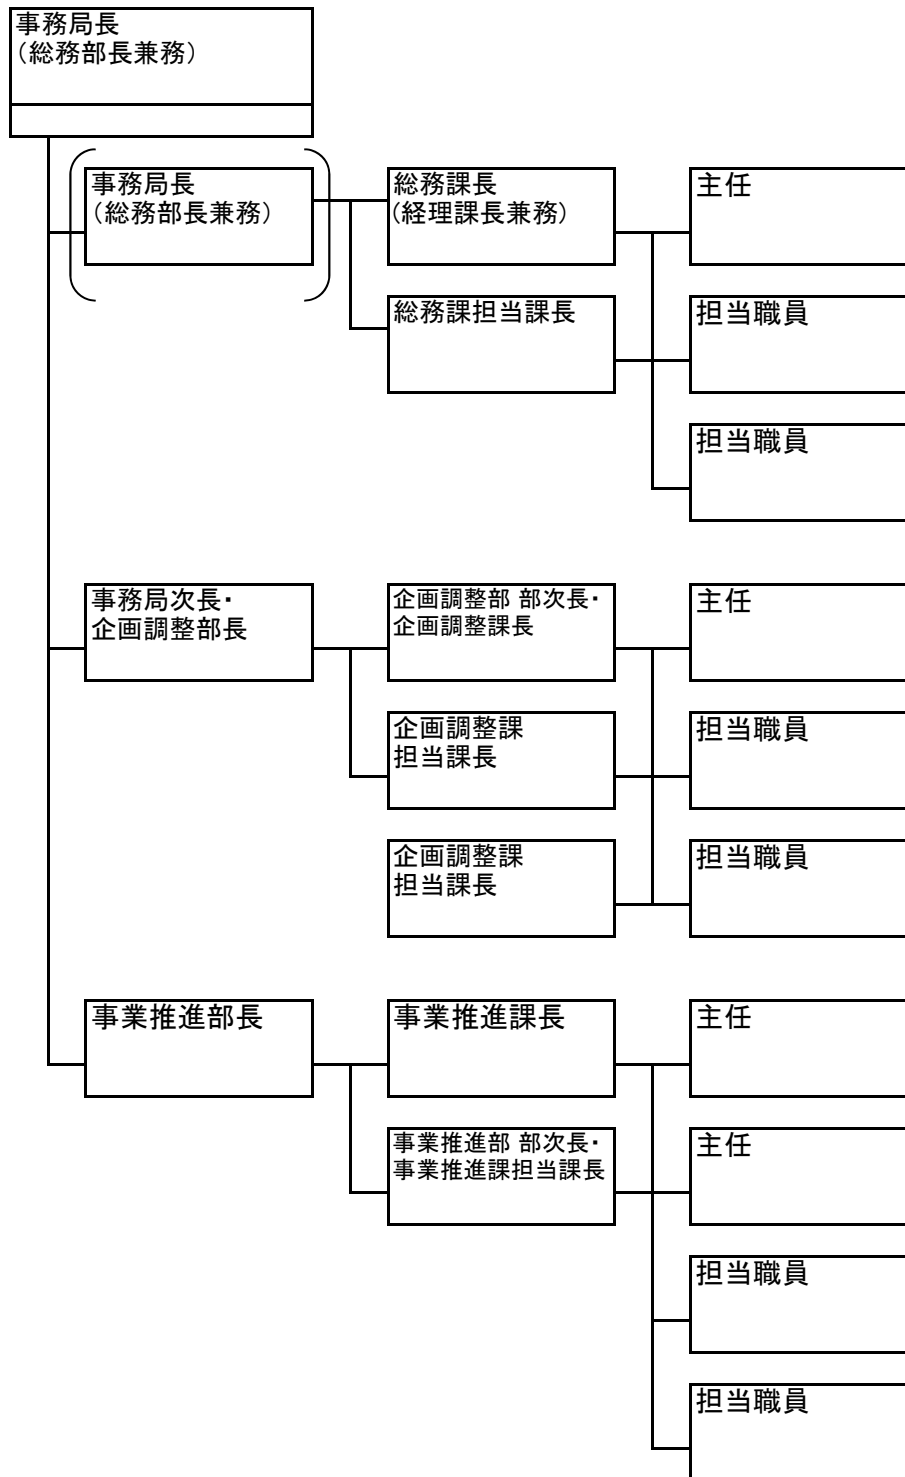 事務局長
（総務部長兼務）
事務局長
（総務部長兼務）
総務課長
（経理課長兼務）
主任
総務課担当課長
担当職員
担当職員
事務局次長・
企画調整部長
企画調整部 部次長・
企画調整課長
主任
企画調整課
担当課長
担当職員
企画調整課
担当課長
担当職員
事業推進部長
事業推進課長
主任
事業推進部 部次長・
事業推進課担当課長
主任
担当職員
担当職員